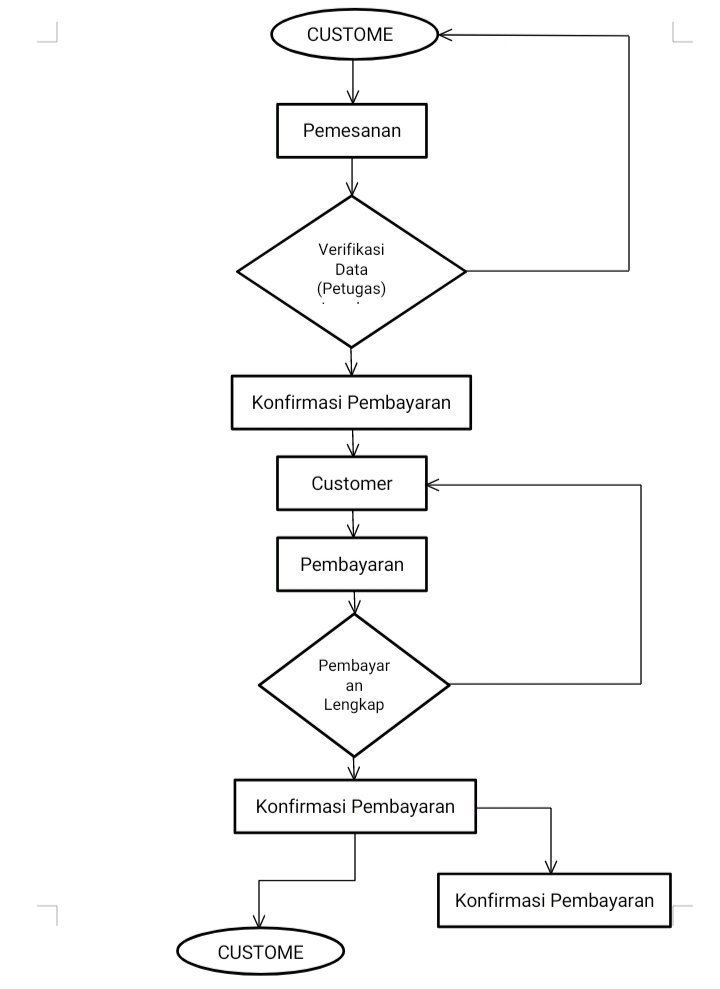 CUSTOME
Pemesanan
Verifikasi
Data
(Petugas)
Konfirmasi Pembayaran
Customer
Pembayaran
Pembayar
an
Lengkap
Konfirmasi Pembayaran
Konfirmasi Pembayaran
CUSTOME